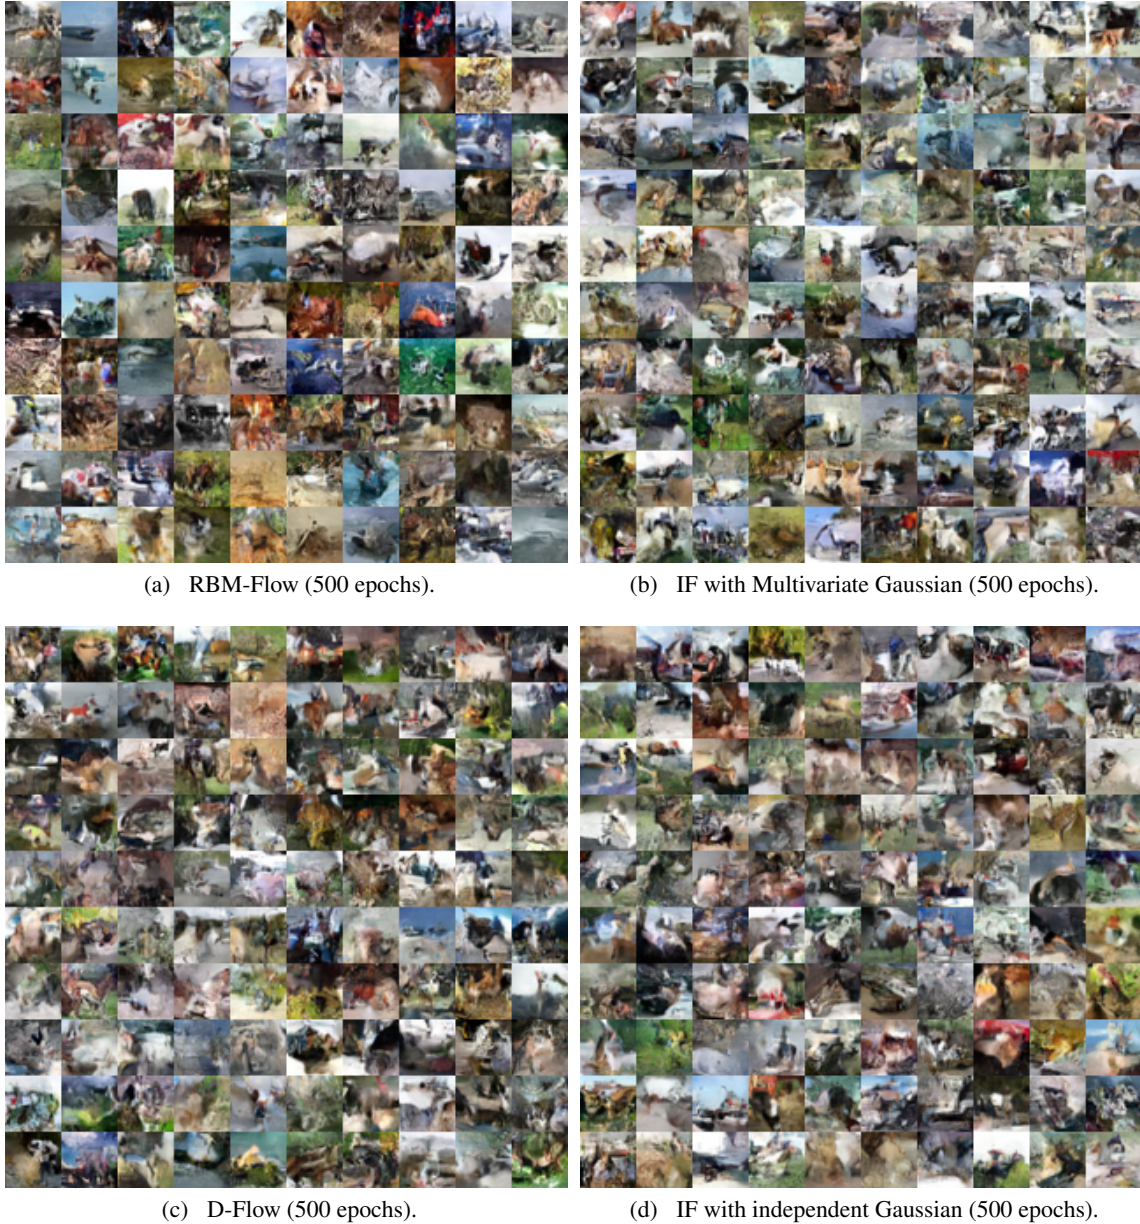 (a) RBM-Flow (500 epochs).
(b) IF with Multivariate Gaussian (500 epochs).
(c) D-Flow (500 epochs).
(d) IF with independent Gaussian (500 epochs).